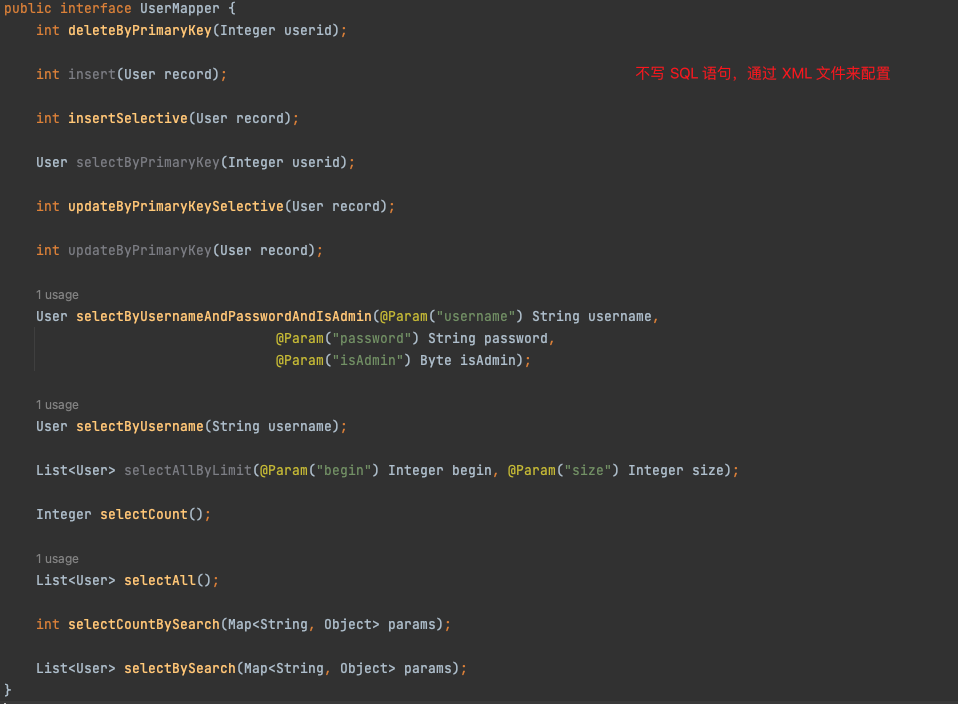 public interface UserMapper {
int deleteByPrimaryKey(Integer userid);
int insert(User record);
不写 SQL 语句，通过 XML 文件来配置
int insertSelective(User record);
User selectByPrimaryKey(Integer userid);
int updateByPrimaryKeySelective(User record);
int updateByPrimaryKey(User record);
1 usage
User selectByUsernameAndPasswordAndIsAdmin(@Param("username") String username,
@Param("password") String password,
@Param("isAdmin") Byte isAdmin);
1 usage
User selectByUsername(String username);
List<User> selectAllByLimit(@Param("begin") Integer begin, @Param("size") Integer size);
Integer selectCount();
1 usage
List<User> selectAll();
int selectCountBySearch(Map<String, Object> params);
List<User> selectBySearch(Map<String, Object> params);
}